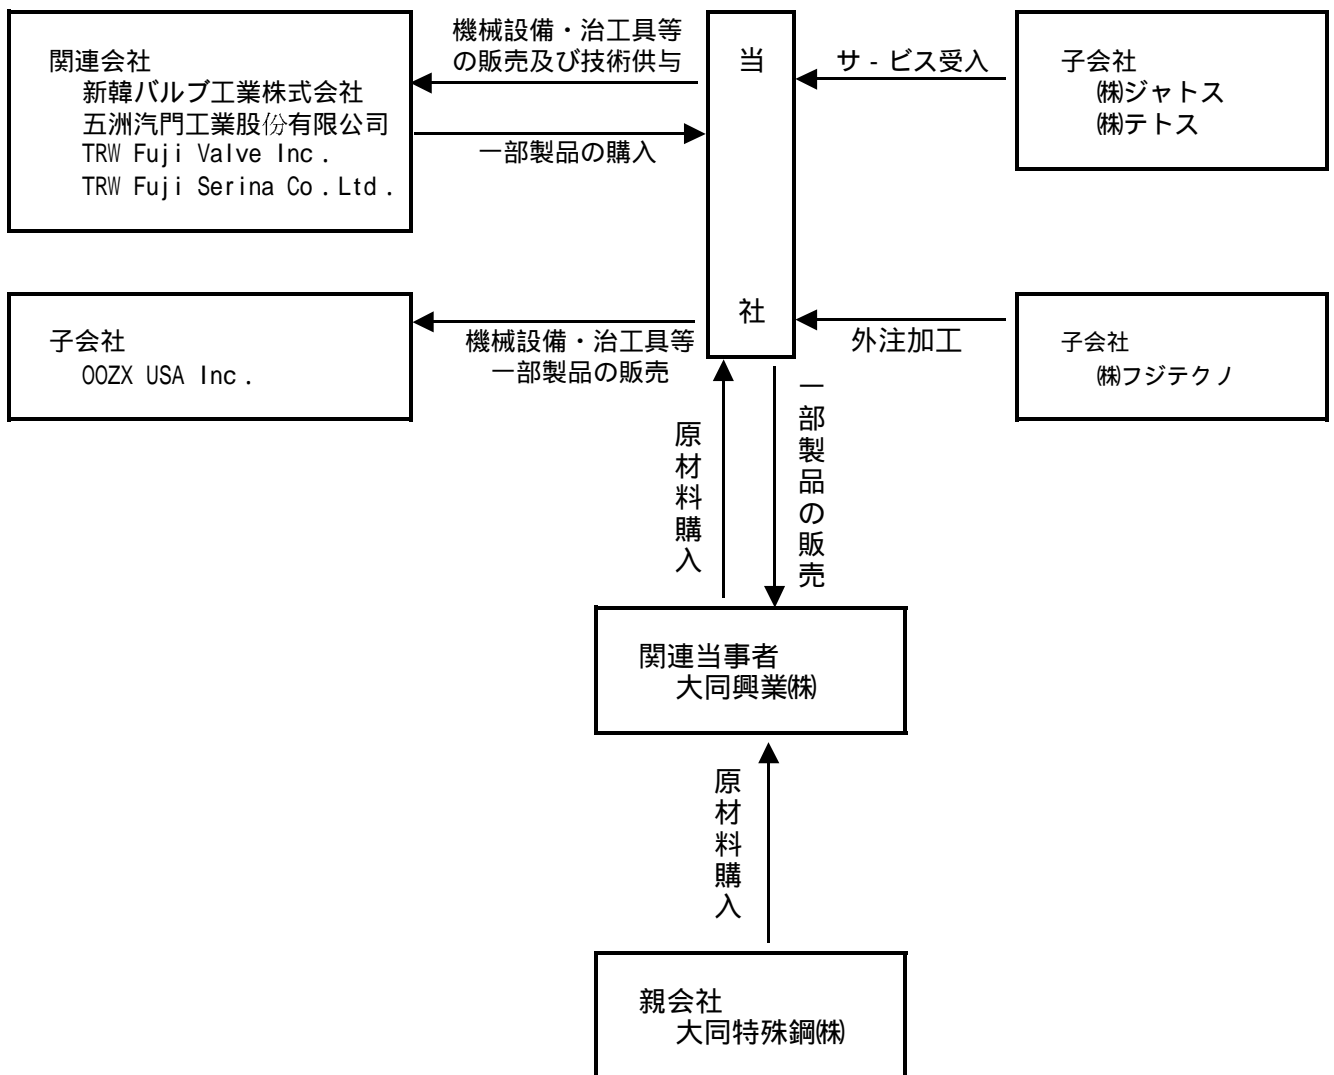 関連会社
新韓バルブ工業株式会社
五洲汽門工業股份有限公司
TRW Fuji Valve Inc.
TRW Fuji Serina Co.Ltd.
機械設備・治工具等
の販売及び技術供与
一部製品の購入
当
社
サ-ビス受入
子会社
㈱ジャトス
㈱テトス
子会社
OOZX USA Inc.
機械設備・治工具等
一部製品の販売
外注加工
子会社
㈱フジテクノ
原材料購入
一部製品の販売
関連当事者
大同興業㈱
原材料購入
親会社
大同特殊鋼㈱